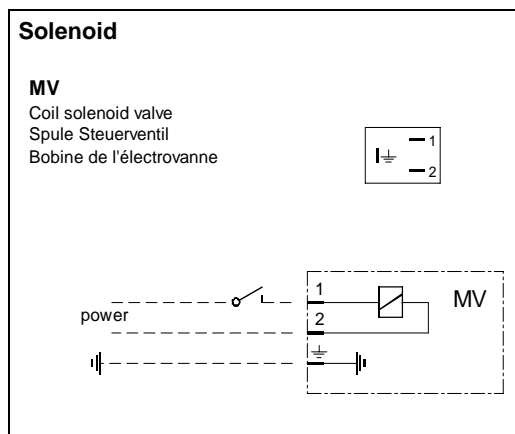 Solenoid
MV
Coil solenoid valve
Spule Steuerventil
Bobine de l'électrovanne
1
2
1
MV
power
2